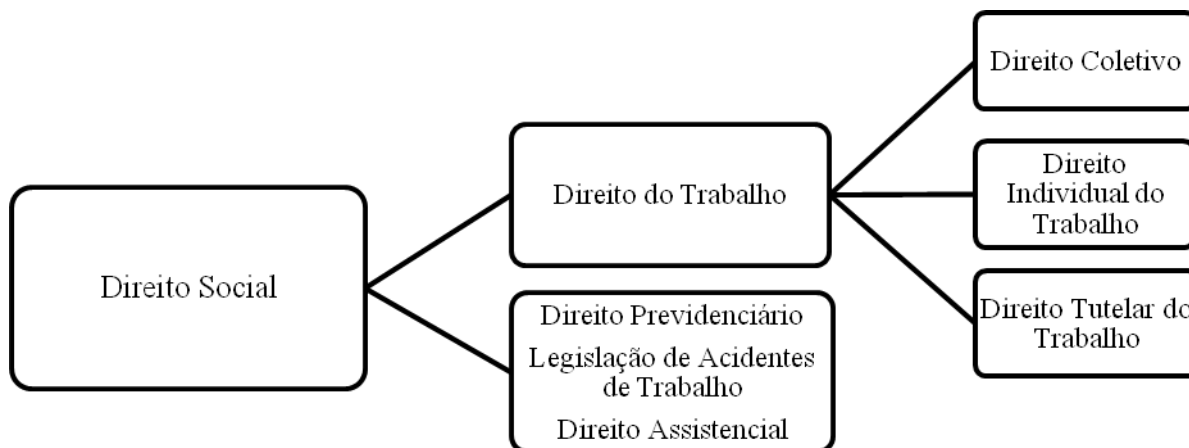 Direito Social
Direito do Trabalho
Direito Previdenciário
Legislação de Acidentes
de Trabalho
Direito Assistencial
Direito Coletivo
Direito
Individual do
Trabalho
Direito Tutelar do
Trabalho